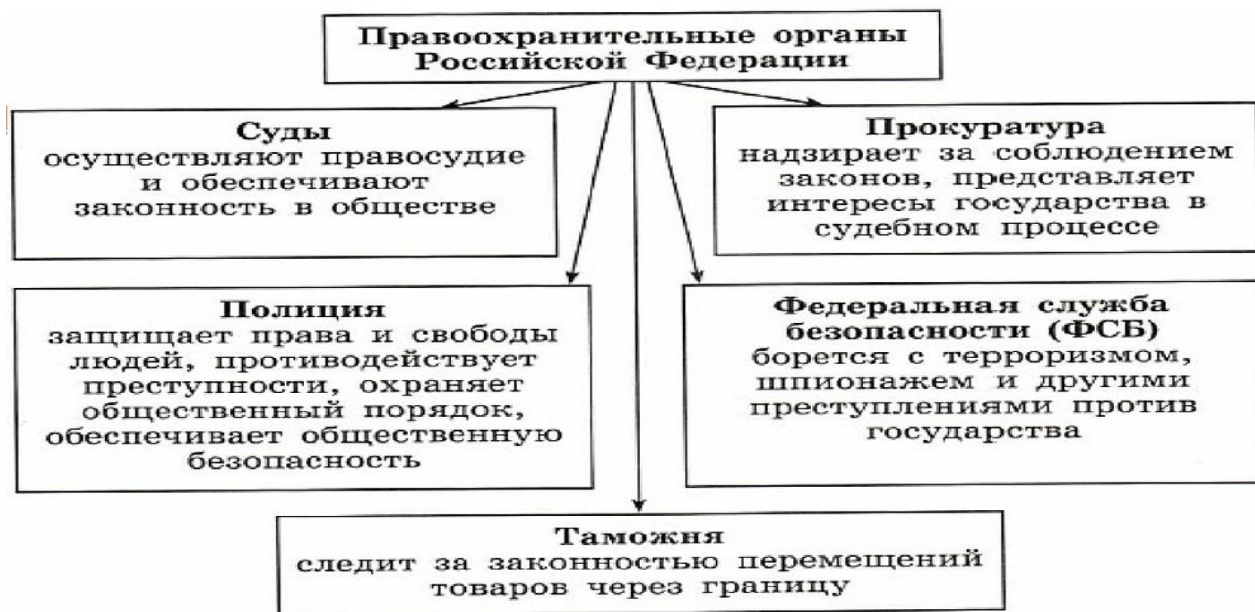 Правоохранительные органы
Российской Федерации
Суды
осуществляют правосудие
и обеспечивают
законность в обществе
Прокуратура
надзирает за соблюдением
законов, представляет
интересы государства в
судебном процессе
Полиция
защищает права и свободы
людей, противодействует
преступности, охраняет
общественный порядок,
обеспечивает общественную
безопасность
Федеральная служба
безопасности (ФСБ)
борется с терроризмом,
шпионажем и другими
преступлениями против
государства
Таможня
следит за законностью перемещений
товаров через границу